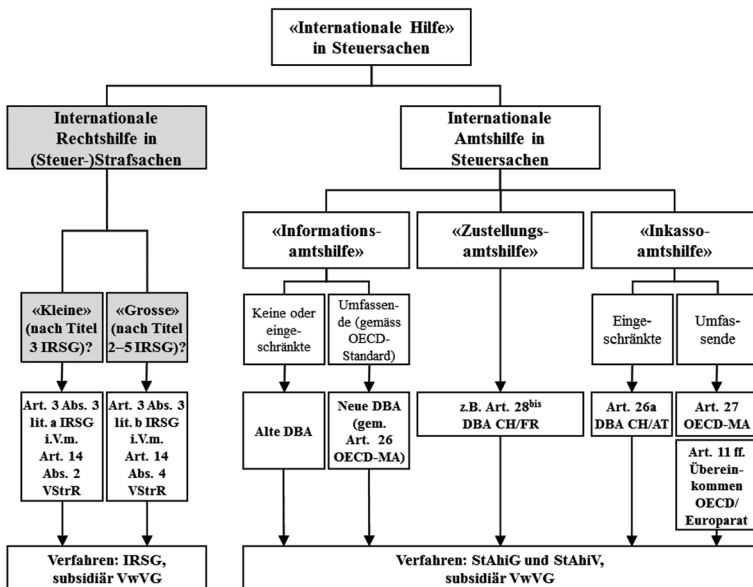 «Internationale Hilfe»
in Steuersachen
Internationale
Rechtshilfe in
(Steuer-)Strafsachen
Internationale
Amtshilfe in
Steuersachen
«Informations-
amtshilfe»
«Zustellungs-
amtshilfe»
«Inkasso-
amtshilfe»
«Kleine»
(nach Titel
3 IRSG)?
«Grosse»
(nach Titel
2–5 IRSG)?
Keine oder
einge-
schränkte
Umfassen-
de (gemäss
OECD-
Standard)
Einge-
schränkte
Umfas-
sende
Art. 3 Abs. 3
lit. a IRSG
i.V.m.
Art. 14
Abs. 2
VStrR
Art. 3 Abs. 3
lit. b IRSG
i.V.m.
Art. 14
Abs. 4
VStrR
Alte DBA
Neue DBA
(gem.
Art. 26
OECD-MA)
z.B. Art. 28bis
DBA CH/FR
Art. 26a
DBA CH/AT
Art. 27
OECD-MA
Art. 11 ff.
Überein-
kommen
OECD/
Europarat
Verfahren: IRSG,
subsidiär VwVG
Verfahren: StAhiG und StAhiV,
subsidiär VwVG